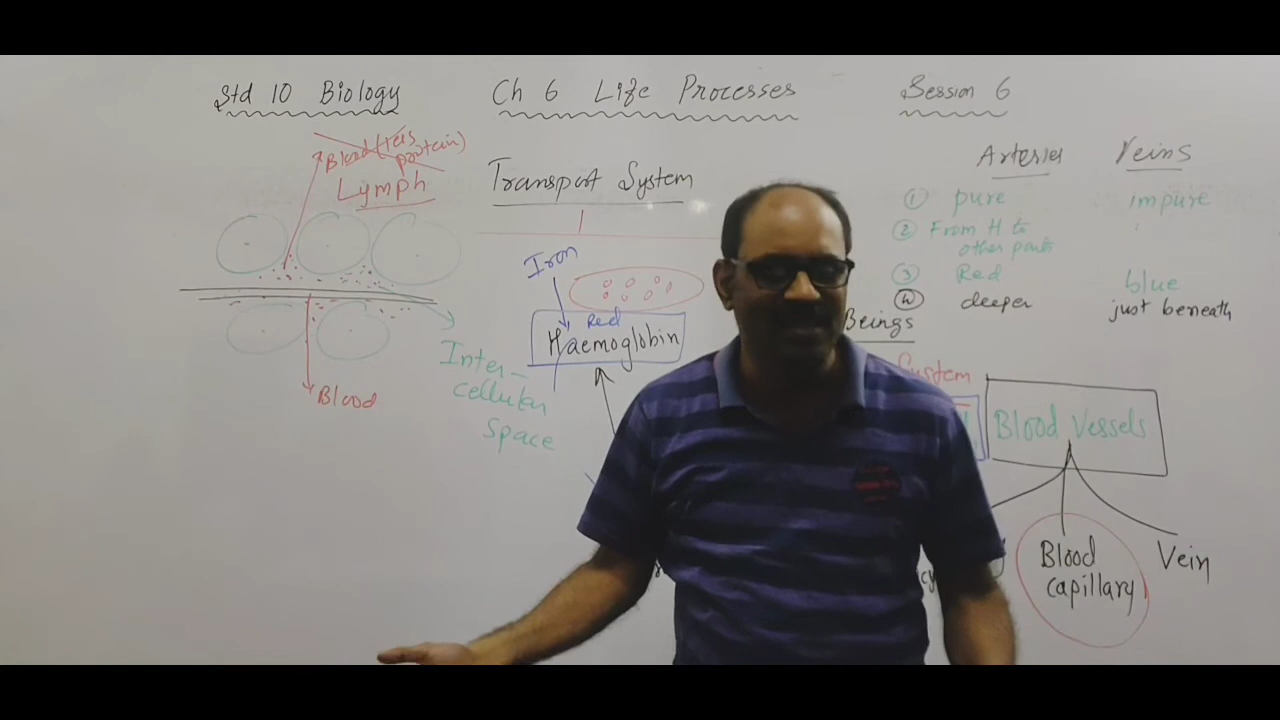 Std 10 Biology
Ch 6 Life Processes
Session 6
Blood (less
protein)
Lymph
Blood
Inter-
cellular
space
Transport System
Iron
Red
Haemoglobin
Arteries Veins
① pure impure
② From H to
other parts
③ Red blue
④ deeper just beneath
Beings
System
Blood Vessels
Blood
capillary
Vein